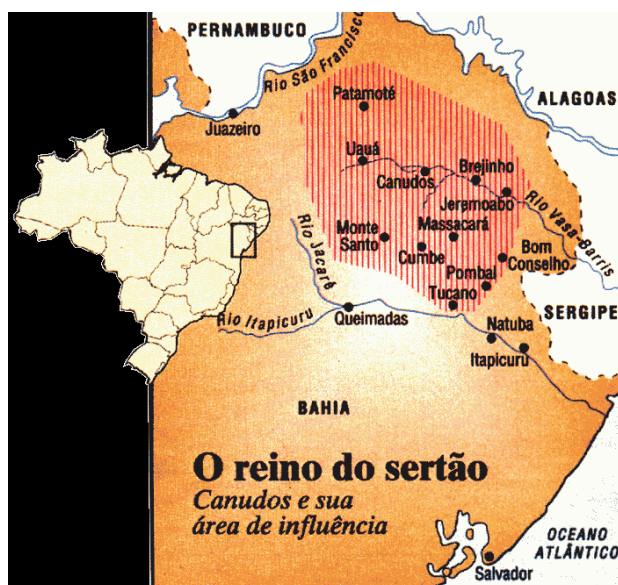 PERNAMBUCO
Rio São Francisco
Patamoté
ALAGOAS
Juazeiro
Uauá
Canudos
Brejinho
Jeremoabo
Rio Vasa-Barris
Rio Jacaré
Monte
Santo
Massacará
Cumbe
Bom
Conselho
Pombal
Tucano
SERGIPE
Rio Itapicuru
Queimadas
Natuba
Itapicuru
BAHIA
O reino do sertão
Canudos e sua
área de influência
OCEANO
ATLÂNTICO
Salvador